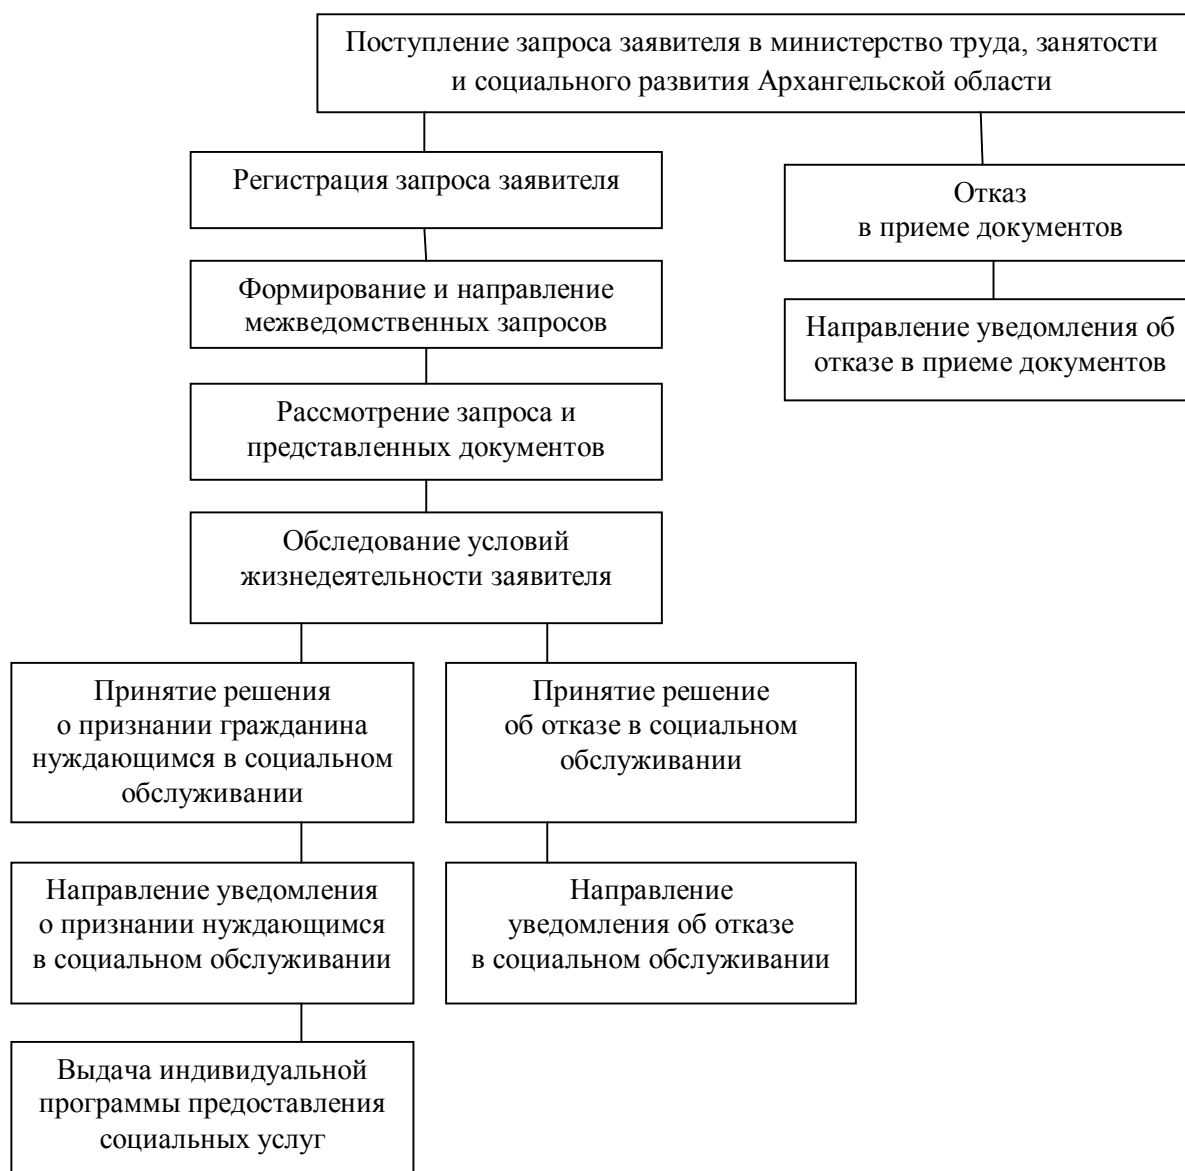 Поступление запроса заявителя в министерство труда, занятости
и социального развития Архангельской области
Регистрация запроса заявителя
Отказ
в приеме документов
Формирование и направление
межведомственных запросов
Направление уведомления об
отказе в приеме документов
Рассмотрение запроса и
представленных документов
Обследование условий
жизнедеятельности заявителя
Принятие решения
о признании гражданина
нуждающимся в социальном
обслуживании
Принятие решение
об отказе в социальном
обслуживании
Направление уведомления
о признании нуждающимся
в социальном обслуживании
Направление
уведомления об отказе
в социальном обслуживании
Выдача индивидуальной
программы предоставления
социальных услуг